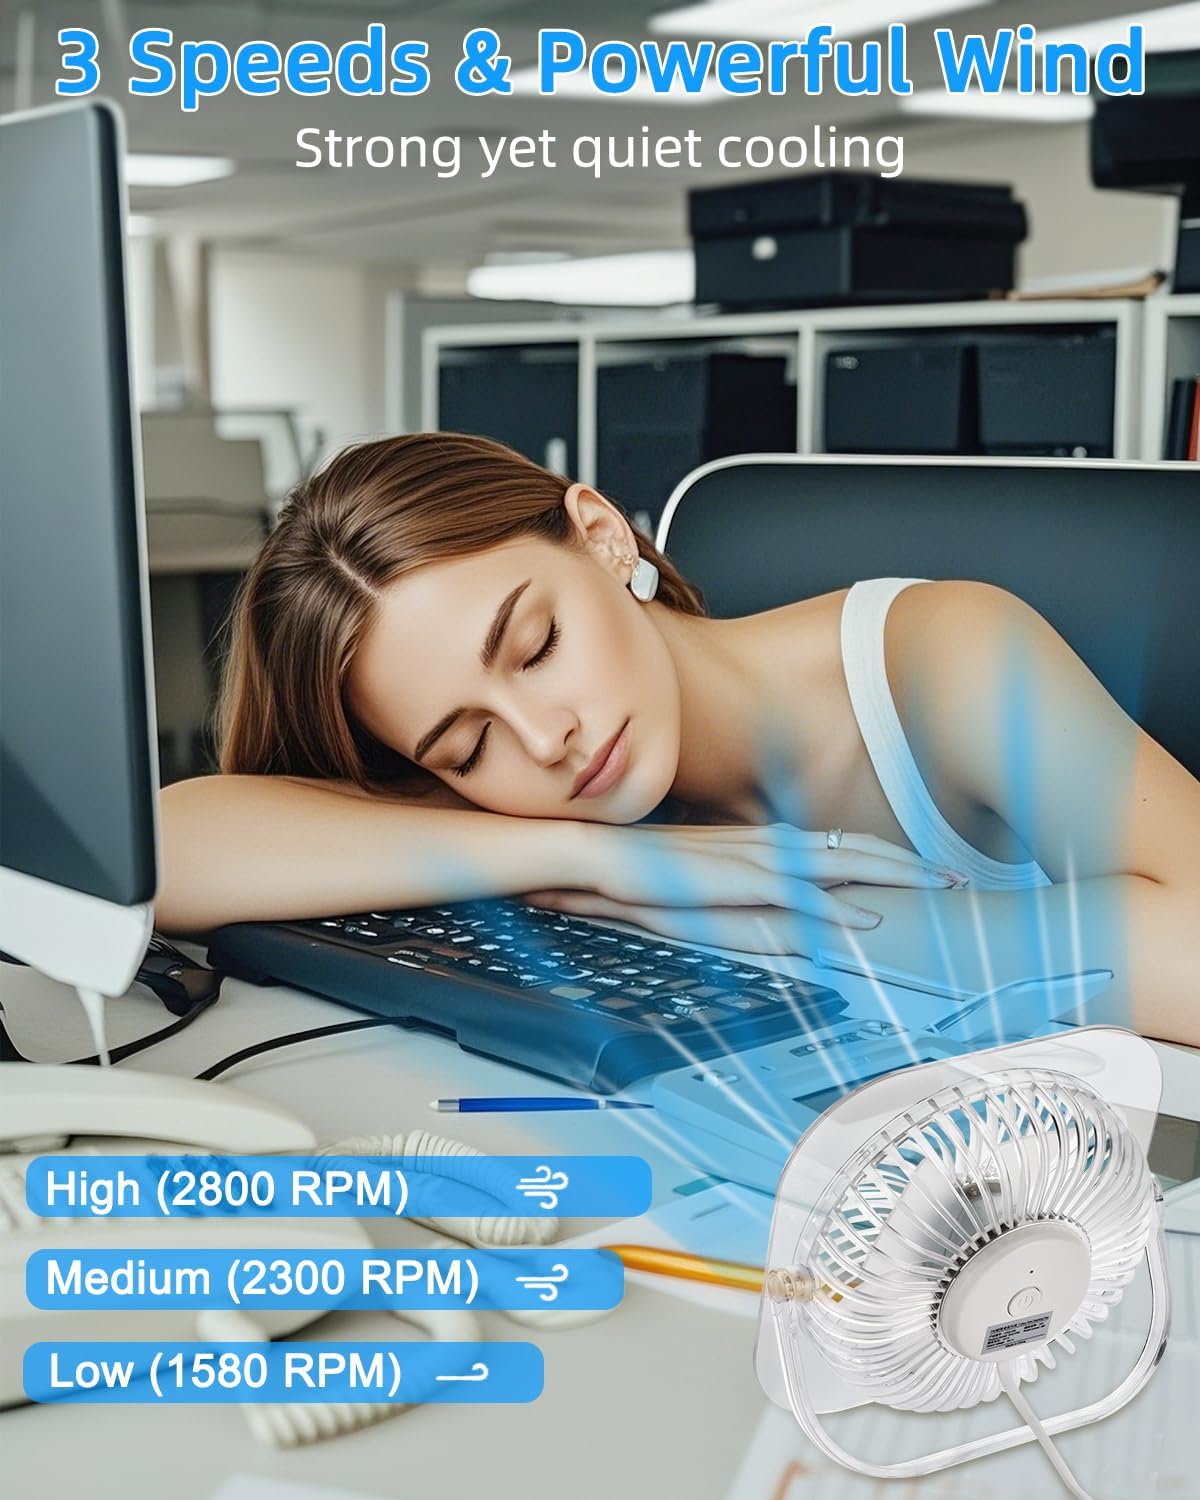 3 Speeds & Powerful Wind
Strong yet quiet cooling
High (2800 RPM)
Medium (2300 RPM)
Low (1580 RPM)